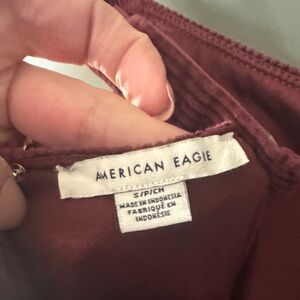 AMERICAN EAGLE
S/P/CH
MADE IN INDONESIA
FABRIQUÉ EN
INDONÉSIE